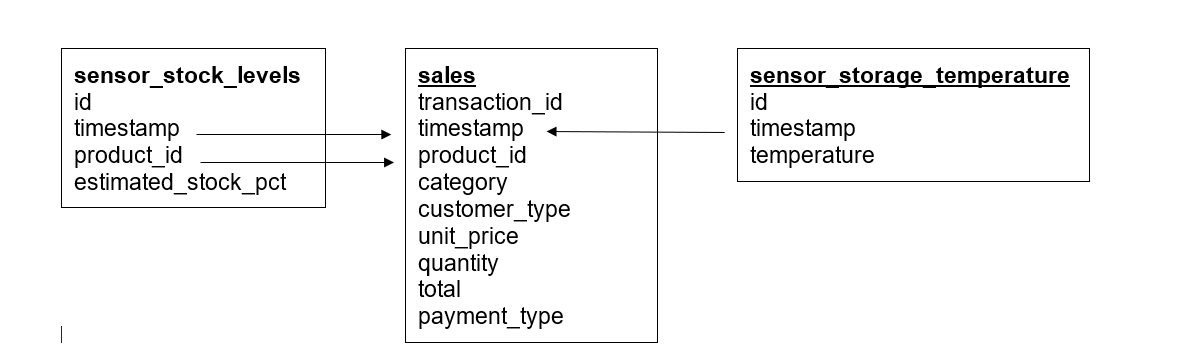 sensor_stock_levels
id
timestamp
product_id
estimated_stock_pct
sales
transaction_id
timestamp
product_id
category
customer_type
unit_price
quantity
total
payment_type
sensor_storage_temperature
id
timestamp
temperature